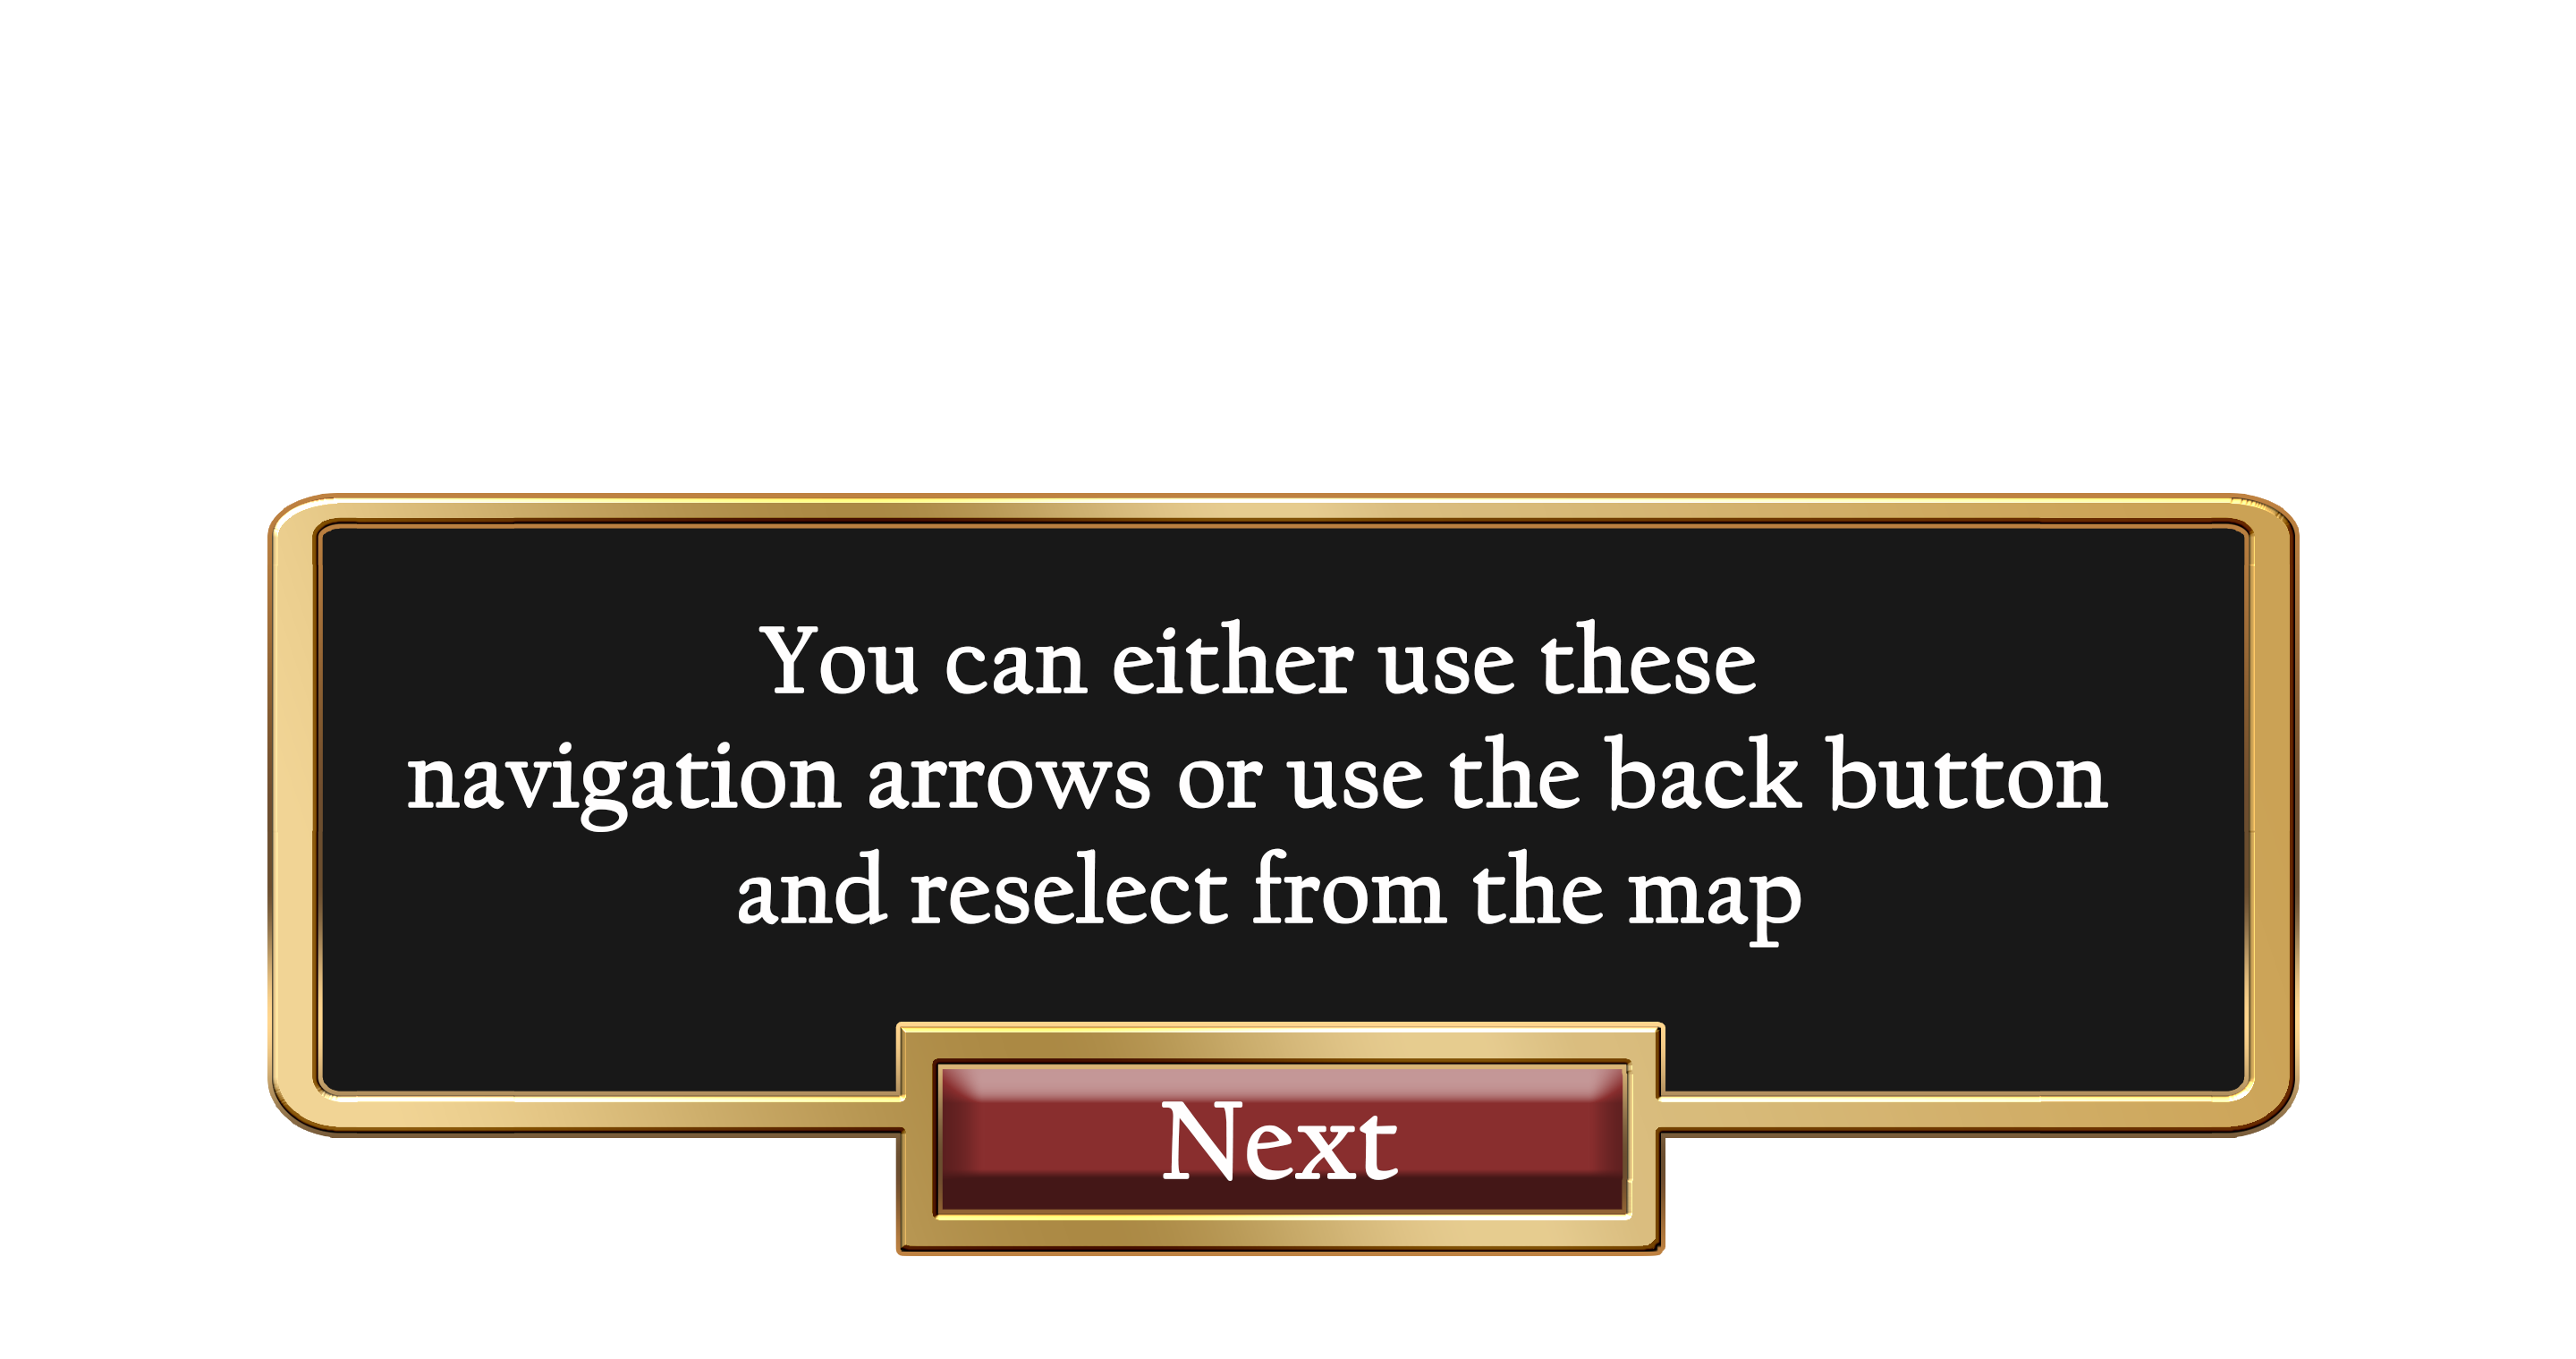 You can either use these
navigation arrows or use the back button
and reselect from the map
Next